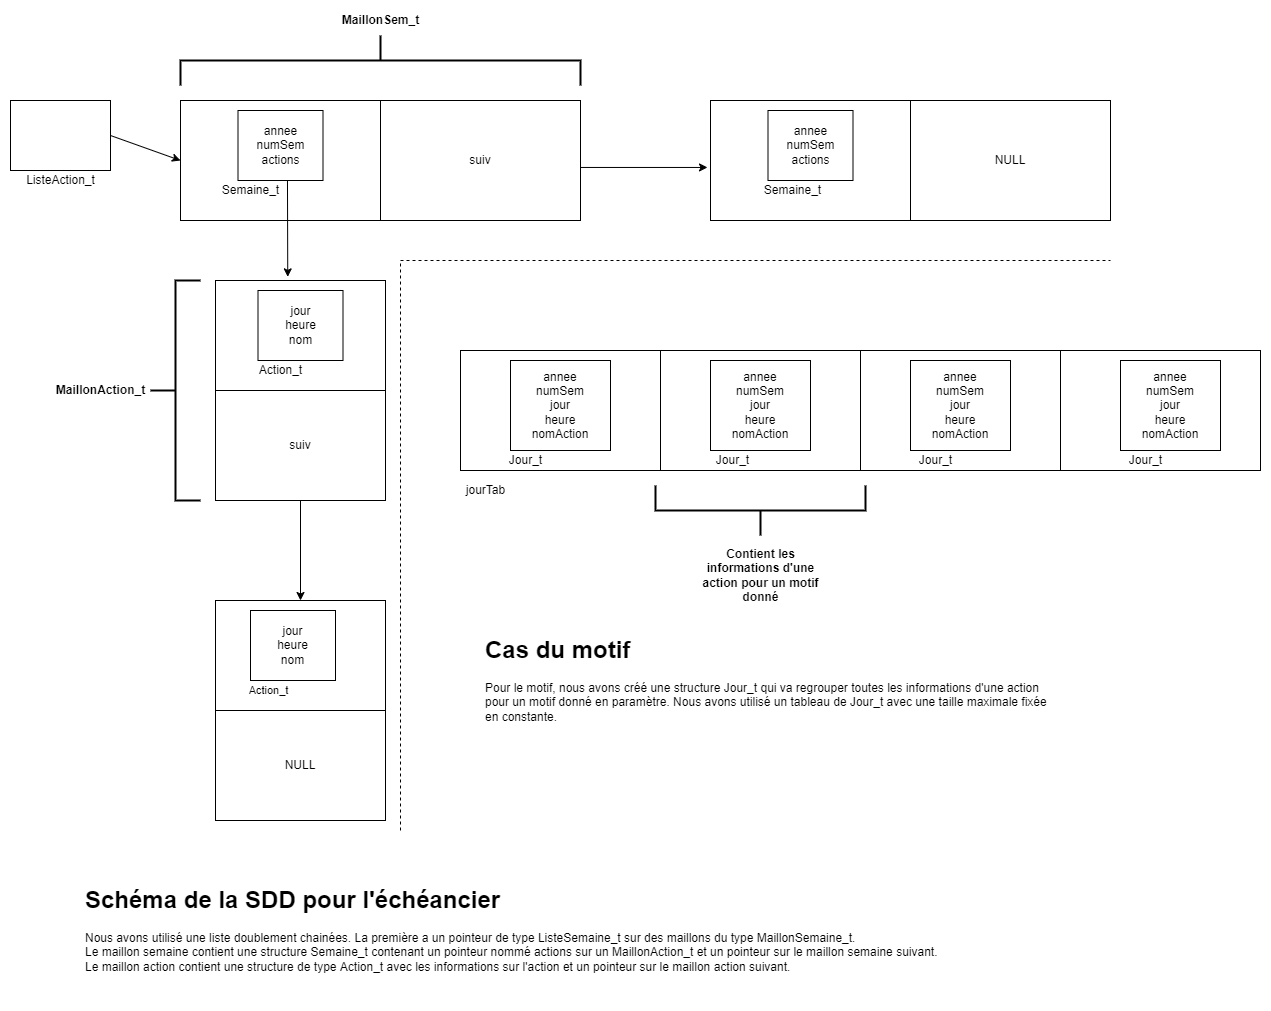 MaillonSem_t
annee
numSem
actions
Semaine_t
suiv
annee
numSem
actions
Semaine_t
NULL
ListeAction_t
jour
heure
nom
Action_t
MaillonAction_t
suiv
jour
heure
nom
Action_t
NULL
annee
numSem
jour
heure
nomAction
Jour_t
annee
numSem
jour
heure
nomAction
Jour_t
annee
numSem
jour
heure
nomAction
Jour_t
annee
numSem
jour
heure
nomAction
Jour_t
jourTab
Contient les
informations d'une
action pour un motif
donné
Cas du motif
Pour le motif, nous avons créé une structure Jour_t qui va regrouper toutes les informations d'une action
pour un motif donné en paramètre. Nous avons utilisé un tableau de Jour_t avec une taille maximale fixée
en constante.
Schéma de la SDD pour l'échéancier
Nous avons utilisé une liste doublement chainées. La première a un pointeur de type ListeSemaine_t sur des maillons du type MaillonSemaine_t.
Le maillon semaine contient une structure Semaine_t contenant un pointeur nommé actions sur un MaillonAction_t et un pointeur sur le maillon semaine suivant.
Le maillon action contient une structure de type Action_t avec les informations sur l'action et un pointeur sur le maillon action suivant.